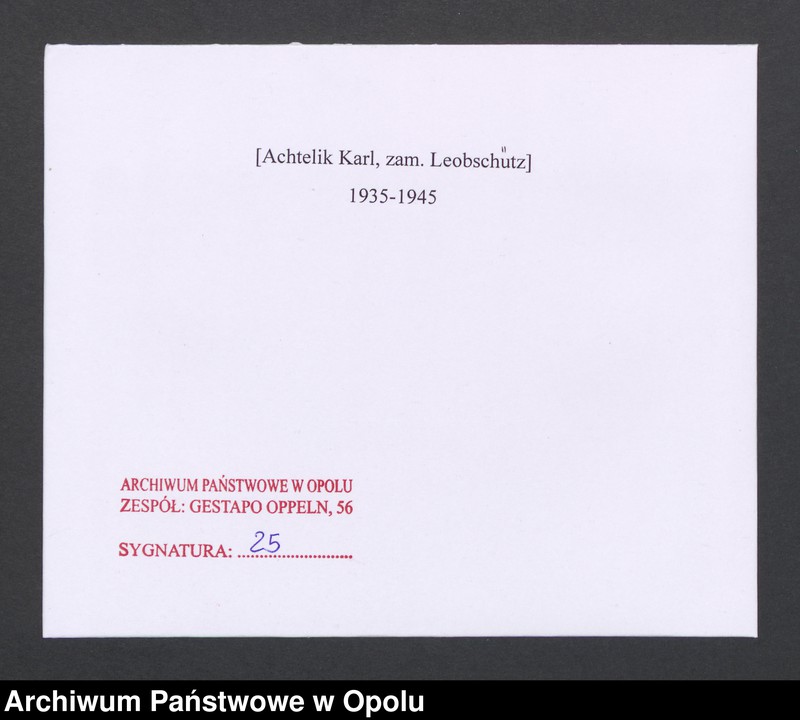 [Achtelik Karl, zam. Leobschütz]
1935-1945
ARCHIWUM PAŃSTWOWE W OPOLU
ZESPÓŁ: GESTAPO OPPELN, 56
SYGNATURA: 25
Archiwum Państwowe w Opolu